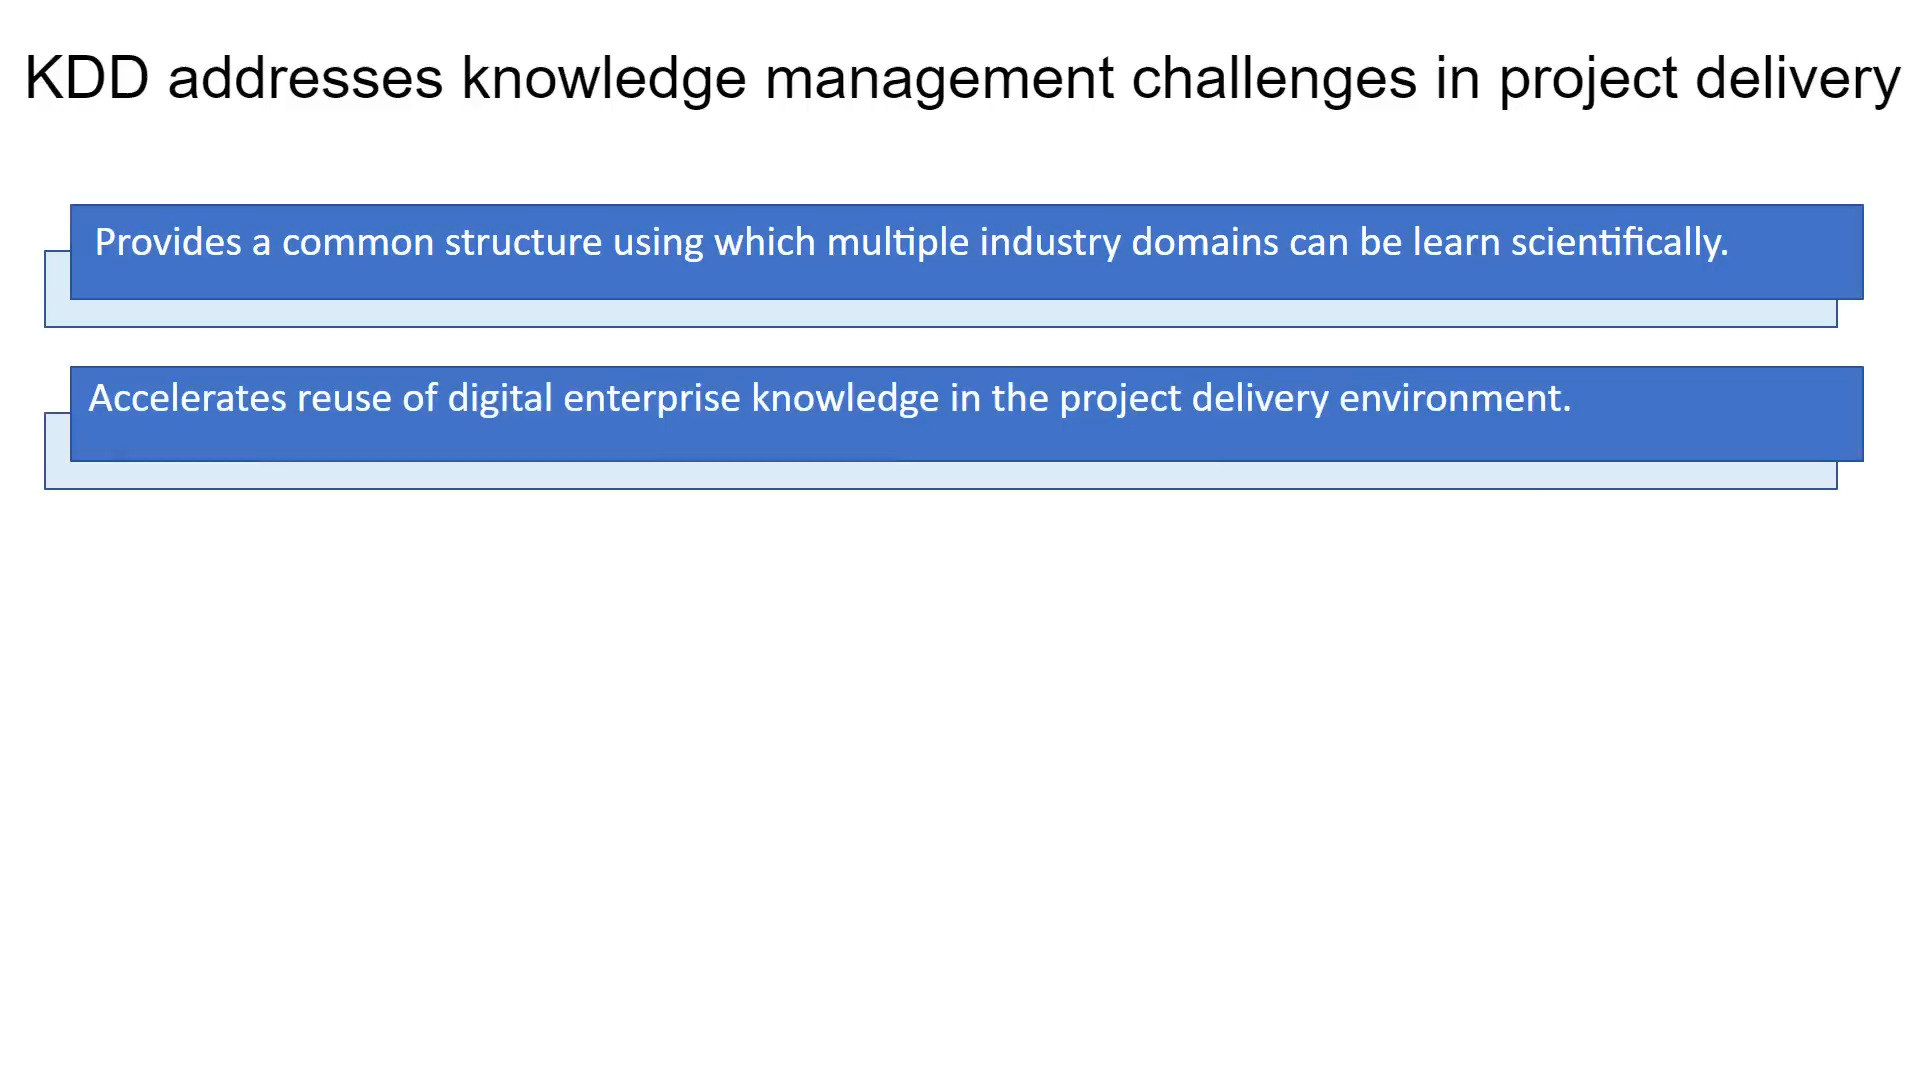 KDD addresses knowledge management challenges in project delivery
Provides a common structure using which multiple industry domains can be learn scientifically.
Accelerates reuse of digital enterprise knowledge in the project delivery environment.